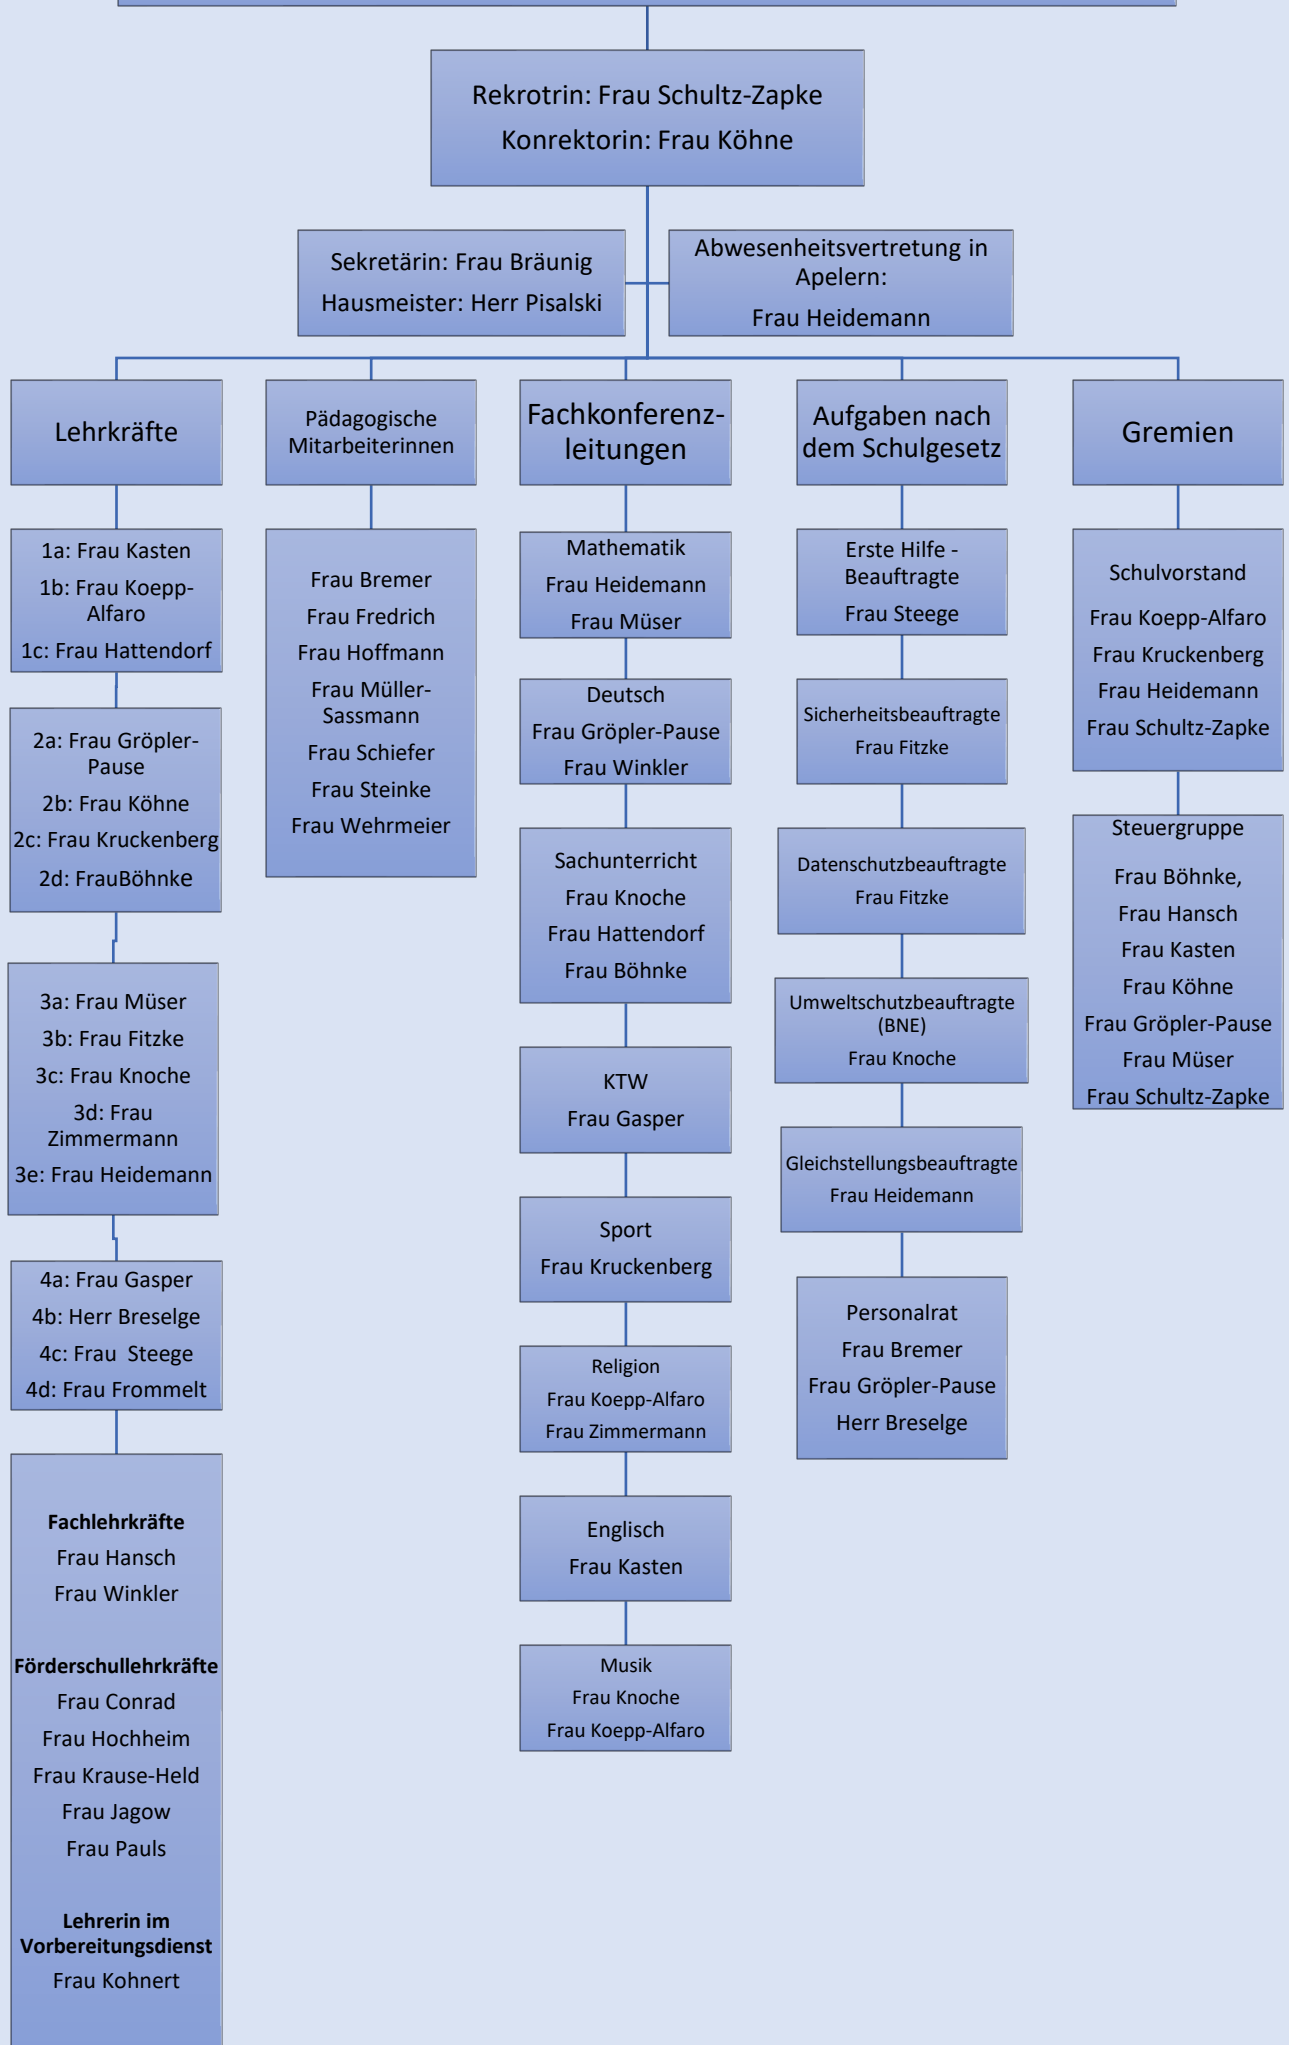 Rekrotrin: Frau Schultz-Zapke
Konrektorin: Frau Köhne
Sekretärin: Frau Bräunig
Hausmeister: Herr Pisalski
Abwesenheitsvertretung in
Apelern:
Frau Heidemann
Lehrkräfte
1a: Frau Kasten
1b: Frau Koepp-
Alfaro
1c: Frau Hattendorf
2a: Frau Gröpler-
Pause
2b: Frau Köhne
2c: Frau Kruckenberg
2d: FrauBöhnke
3a: Frau Müser
3b: Frau Fitzke
3c: Frau Knoche
3d: Frau
Zimmermann
3e: Frau Heidemann
4a: Frau Gasper
4b: Herr Breselge
4c: Frau  Steege
4d: Frau Frommelt
Fachlehrkräfte
Frau Hansch
Frau Winkler
Förderschullehrkräfte
Frau Conrad
Frau Hochheim
Frau Krause-Held
Frau Jagow
Frau Pauls
Lehrerin im
Vorbereitungsdienst
Frau Kohnert
Pädagogische
Mitarbeiterinnen
Frau Bremer
Frau Fredrich
Frau Hoffmann
Frau Müller-
Sassmann
Frau Schiefer
Frau Steinke
Frau Wehrmeier
Fachkonferenz-
leitungen
Mathematik
Frau Heidemann
Frau Müser
Deutsch
Frau Gröpler-Pause
Frau Winkler
Sachunterricht
Frau Knoche
Frau Hattendorf
Frau Böhnke
KTW
Frau Gasper
Sport
Frau Kruckenberg
Religion
Frau Koepp-Alfaro
Frau Zimmermann
Englisch
Frau Kasten
Musik
Frau Knoche
Frau Koepp-Alfaro
Aufgaben nach
dem Schulgesetz
Erste Hilfe -
Beauftragte
Frau Steege
Sicherheitsbeauftragte
Frau Fitzke
Datenschutzbeauftragte
Frau Fitzke
Umweltschutzbeauftragte
(BNE)
Frau Knoche
Gleichstellungsbeauftragte
Frau Heidemann
Personalrat
Frau Bremer
Frau Gröpler-Pause
Herr Breselge
Gremien
Schulvorstand
Frau Koepp-Alfaro
Frau Kruckenberg
Frau Heidemann
Frau Schultz-Zapke
Steuergruppe
Frau Böhnke,
Frau Hansch
Frau Kasten
Frau Köhne
Frau Gröpler-Pause
Frau Müser
Frau Schultz-Zapke